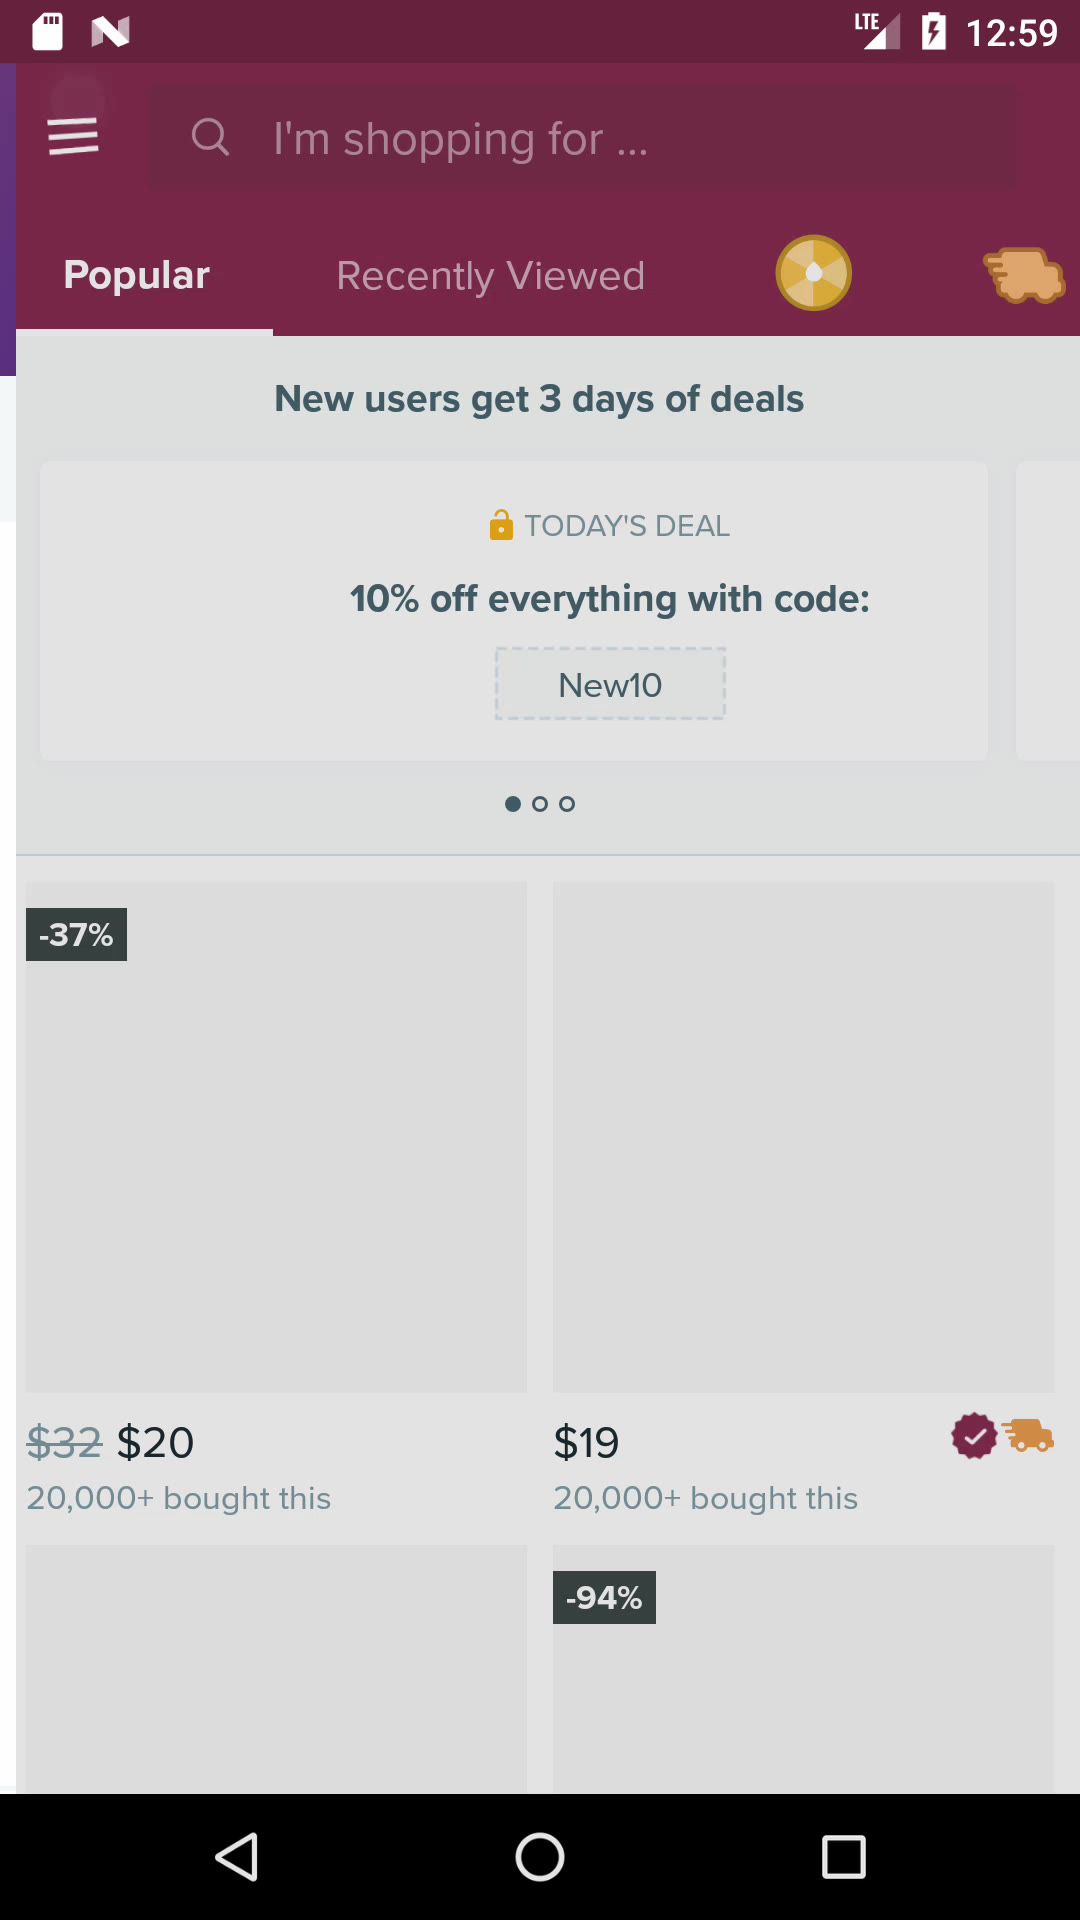 LTE 12:59
I'm shopping for ...
Popular Recently Viewed
New users get 3 days of deals
TODAY'S DEAL
10% off everything with code:
New10
-37%
$32 $20 $19
20,000+ bought this 20,000+ bought this
-94%